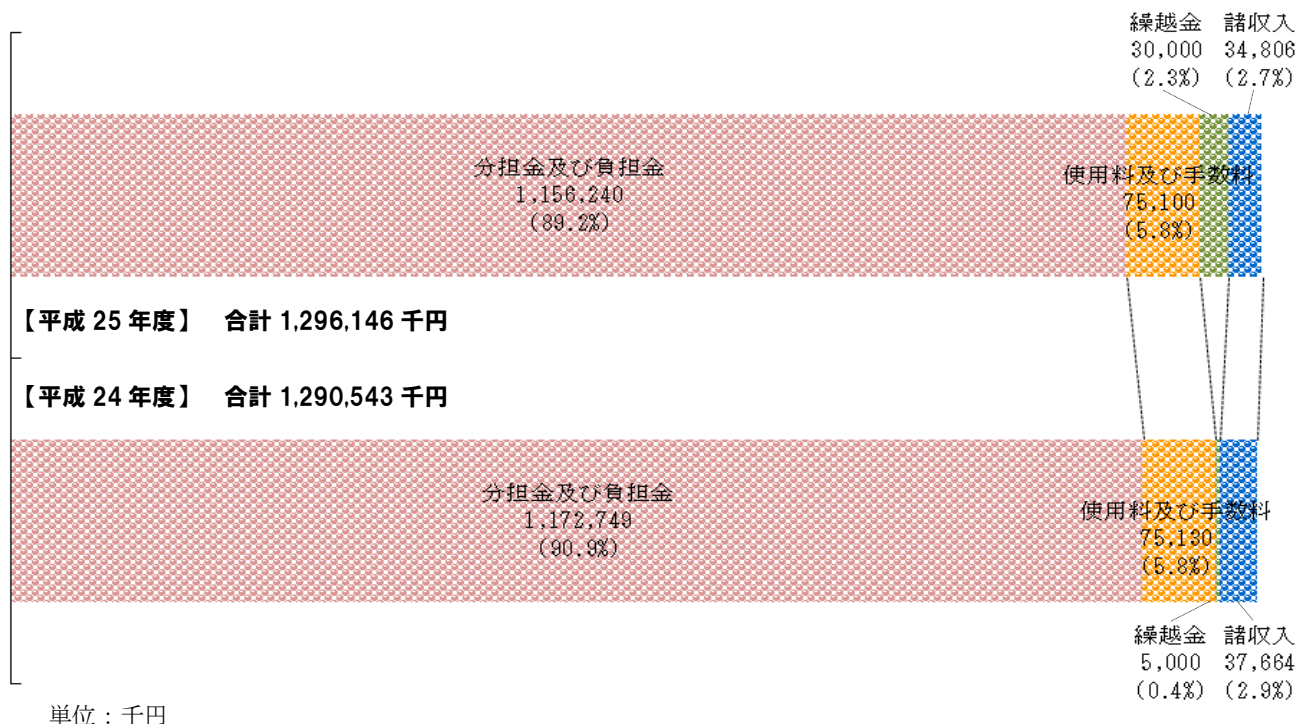 繰越金 諸収入
30,000 34,806
(2.3%) (2.7%)
分担金及び負担金
1,156,240
(89.2%)
使用料及び手数料
75,100
(5.8%)
【平成 25 年度】 合計 1,296,146 千円
【平成 24 年度】 合計 1,290,543 千円
分担金及び負担金
1,172,749
(90.9%)
使用料及び手数料
75,130
(5.8%)
繰越金 諸収入
5,000 37,664
(0.4%) (2.9%)
単位：千円